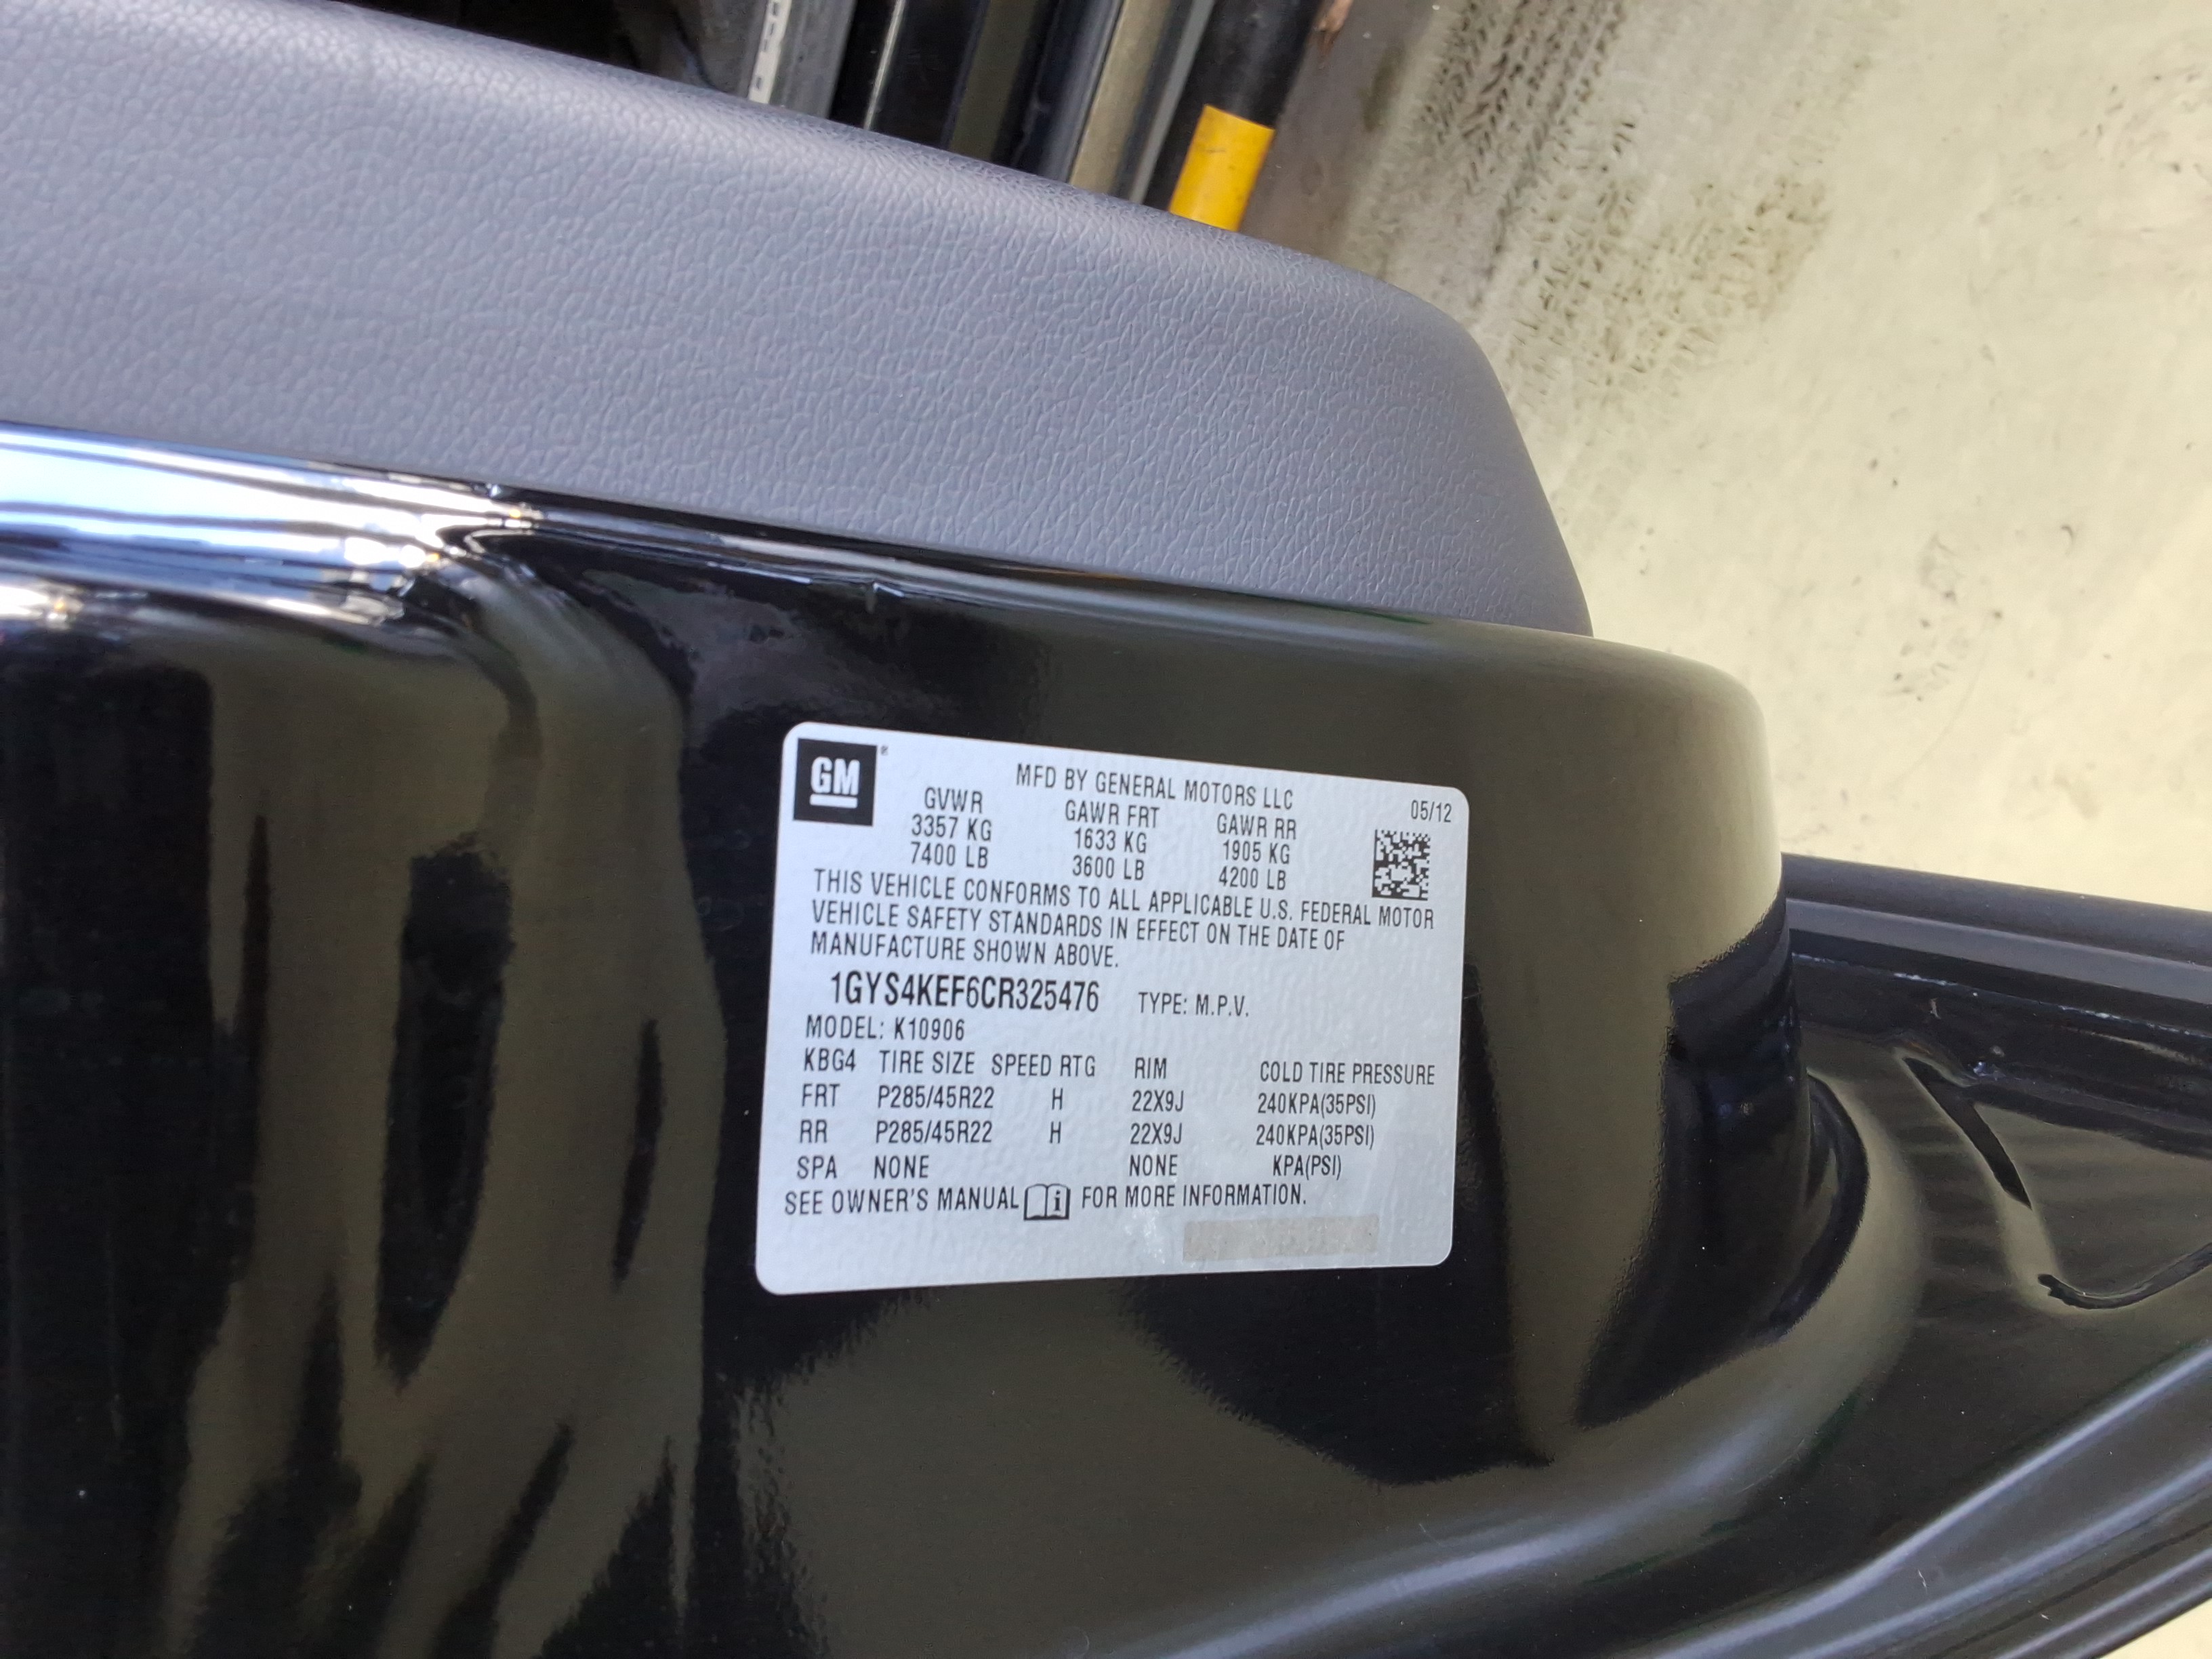 GM ®
MFD BY GENERAL MOTORS LLC 05/12
GVWR GAWR FRT GAWR RR
3357 KG 1633 KG 1905 KG
7400 LB 3600 LB 4200 LB
THIS VEHICLE CONFORMS TO ALL APPLICABLE U.S. FEDERAL MOTOR
VEHICLE SAFETY STANDARDS IN EFFECT ON THE DATE OF
MANUFACTURE SHOWN ABOVE.
1GYS4KEF6CR325476 TYPE: M.P.V.
MODEL: K10906
KBG4 TIRE SIZE SPEED RTG RIM COLD TIRE PRESSURE
FRT P285/45R22 H 22X9J 240KPA(35PSI)
RR P285/45R22 H 22X9J 240KPA(35PSI)
SPA NONE NONE KPA(PSI)
SEE OWNER'S MANUAL i FOR MORE INFORMATION.